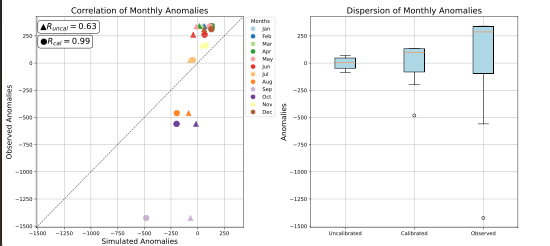 Correlation of Monthly Anomalies
▲R_uncal = 0.63
●R_cal = 0.99
Observed Anomalies
250
0
−250
−500
−750
−1000
−1250
−1500
−1500
−1250
−1000
−750
−500
−250
0
250
Simulated Anomalies
Months
Jan
Feb
Mar
Apr
May
Jun
Jul
Aug
Sep
Oct
Nov
Dec
Dispersion of Monthly Anomalies
Anomalies
250
0
−250
−500
−750
−1000
−1250
−1500
Uncalibrated
Calibrated
Observed